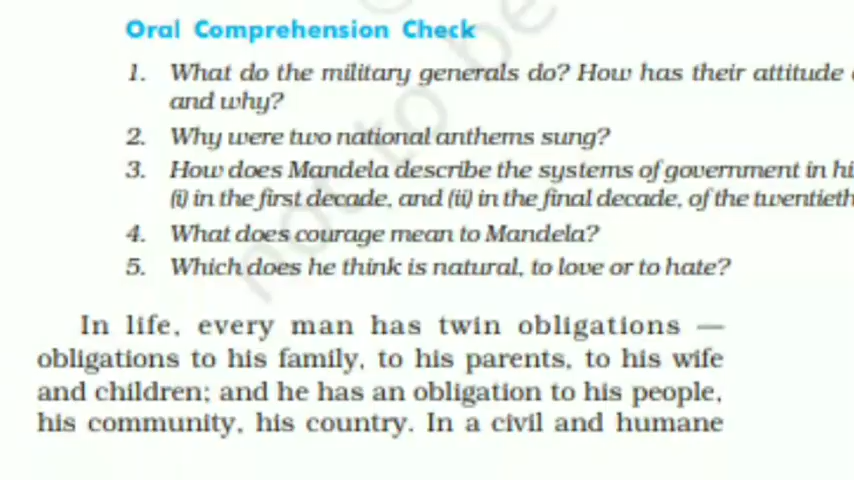 Oral Comprehension Check
1. What do the military generals do? How has their attitude
and why?
2. Why were two national anthems sung?
3. How does Mandela describe the systems of government in
(i) in the first decade, and (ii) in the final decade, of the twentieth
4. What does courage mean to Mandela?
5. Which does he think is natural, to love or to hate?
In life, every man has twin obligations —
obligations to his family, to his parents, to his wife
and children; and he has an obligation to his people,
his community, his country. In a civil and humane
not to be